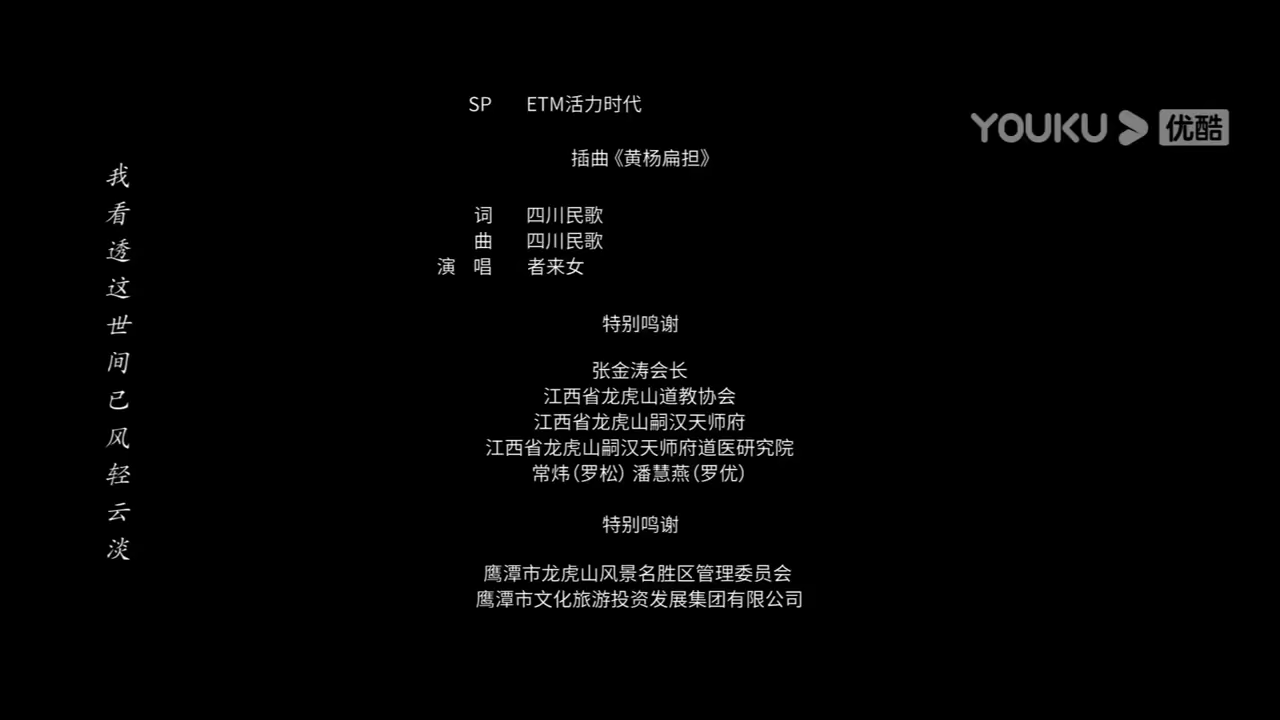 SP ETM活力时代
YOUKU 优酷
插曲《黄杨扁担》
词 四川民歌
曲 四川民歌
演 唱 者来女
特别鸣谢
张金涛会长
江西省龙虎山道教协会
江西省龙虎山嗣汉天师府
江西省龙虎山嗣汉天师府道医研究院
常炜（罗松）潘慧燕（罗优）
特别鸣谢
鹰潭市龙虎山风景名胜区管理委员会
鹰潭市文化旅游投资发展集团有限公司
我看透这世间已风轻云淡